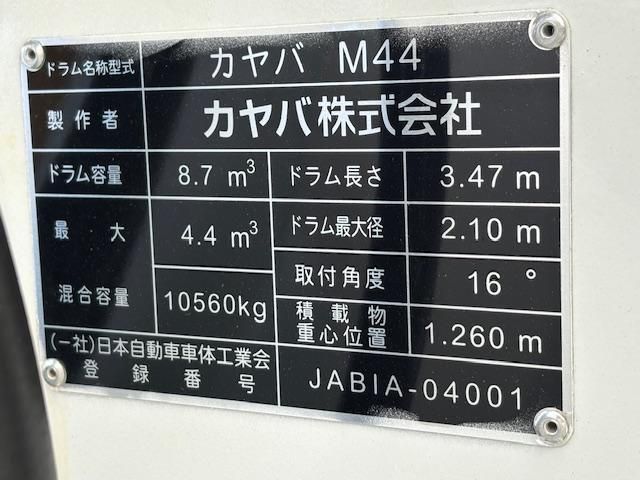 ドラム名称型式 カヤバ M44
製作者 カヤバ株式会社
ドラム容量 8.7 m³ ドラム長さ 3.47 m
最大 4.4 m³ ドラム最大径 2.10 m
混合容量 10560kg 取付角度 16 °
積載物
重心位置 1.260 m
(一社)日本自動車車体工業会
登録番号 JABIA-04001